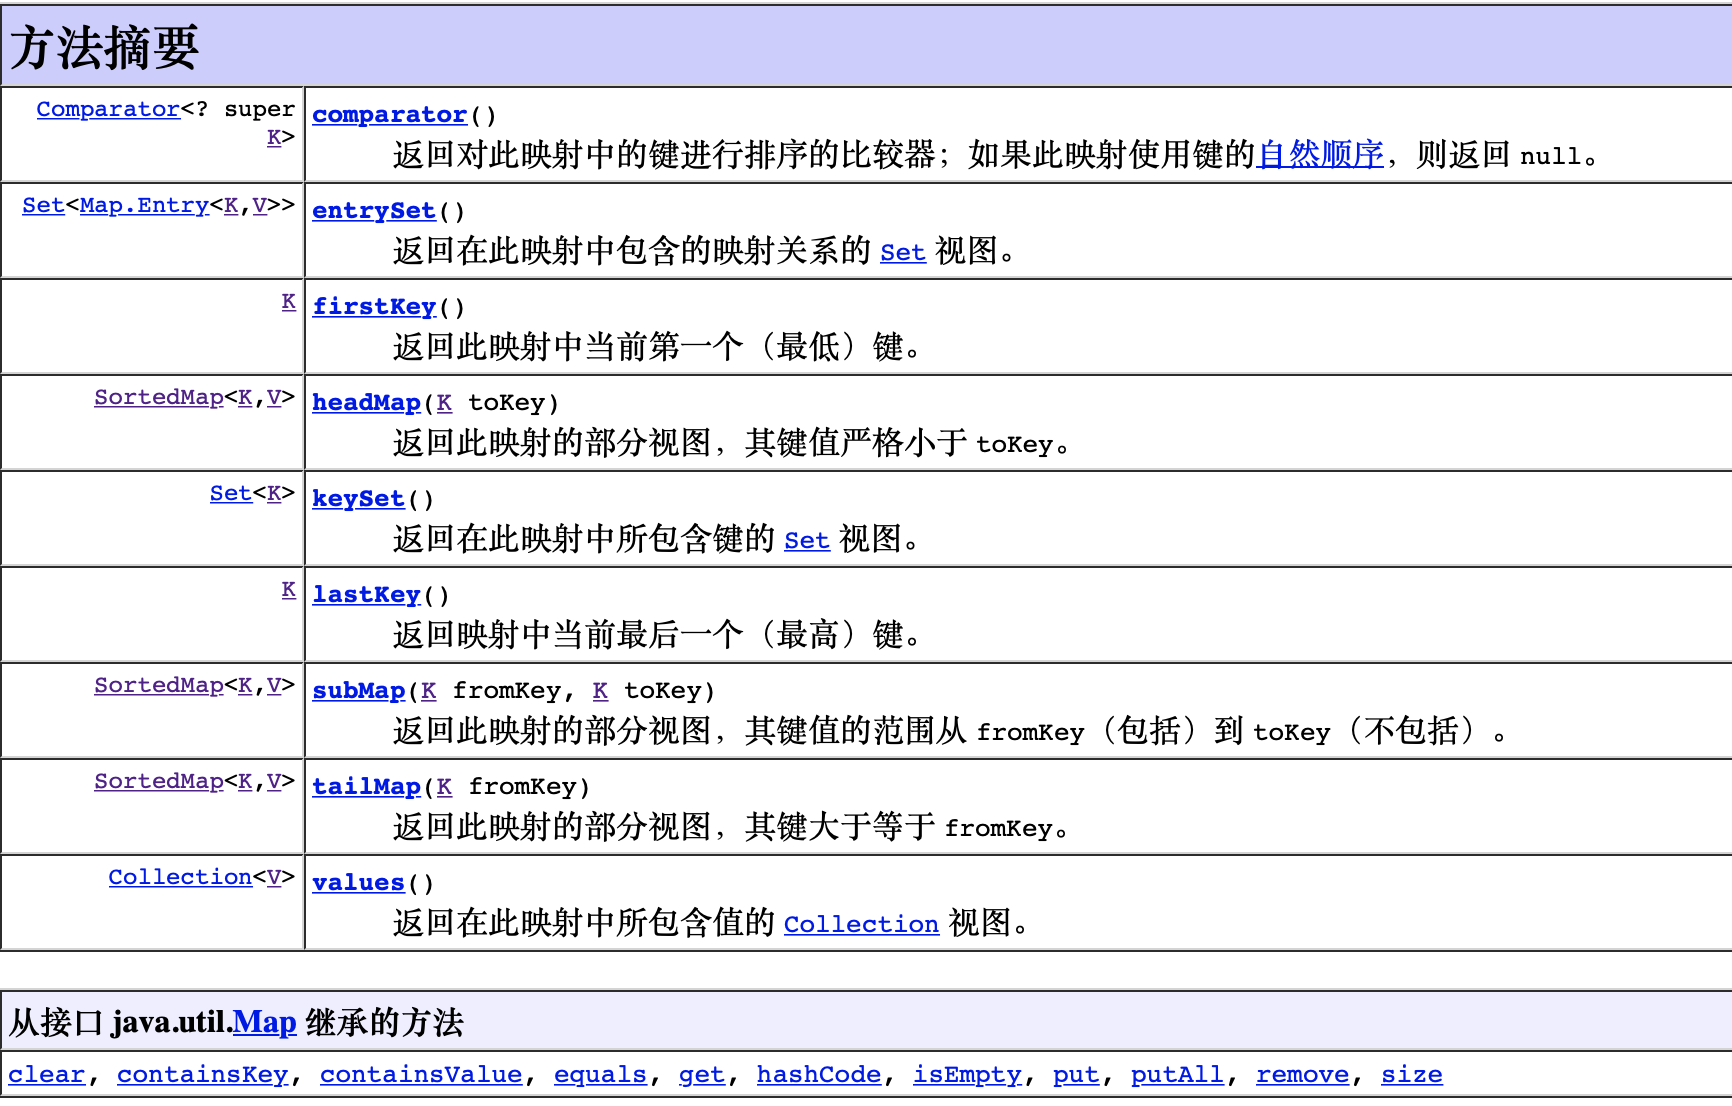 方法摘要
Comparator<? super
K>
comparator()
返回对此映射中的键进行排序的比较器；如果此映射使用键的自然顺序，则返回 null。
Set<Map.Entry<K,V>>
entrySet()
返回在此映射中包含的映射关系的 Set 视图。
K
firstKey()
返回此映射中当前第一个（最低）键。
SortedMap<K,V>
headMap(K toKey)
返回此映射的部分视图，其键值严格小于 toKey。
Set<K>
keySet()
返回在此映射中所包含键的 Set 视图。
K
lastKey()
返回映射中当前最后一个（最高）键。
SortedMap<K,V>
subMap(K fromKey, K toKey)
返回此映射的部分视图，其键值的范围从 fromKey（包括）到 toKey（不包括）。
SortedMap<K,V>
tailMap(K fromKey)
返回此映射的部分视图，其键大于等于 fromKey。
Collection<V>
values()
返回在此映射中所包含值的 Collection 视图。
从接口 java.util.Map 继承的方法
clear, containsKey, containsValue, equals, get, hashCode, isEmpty, put, putAll, remove, size